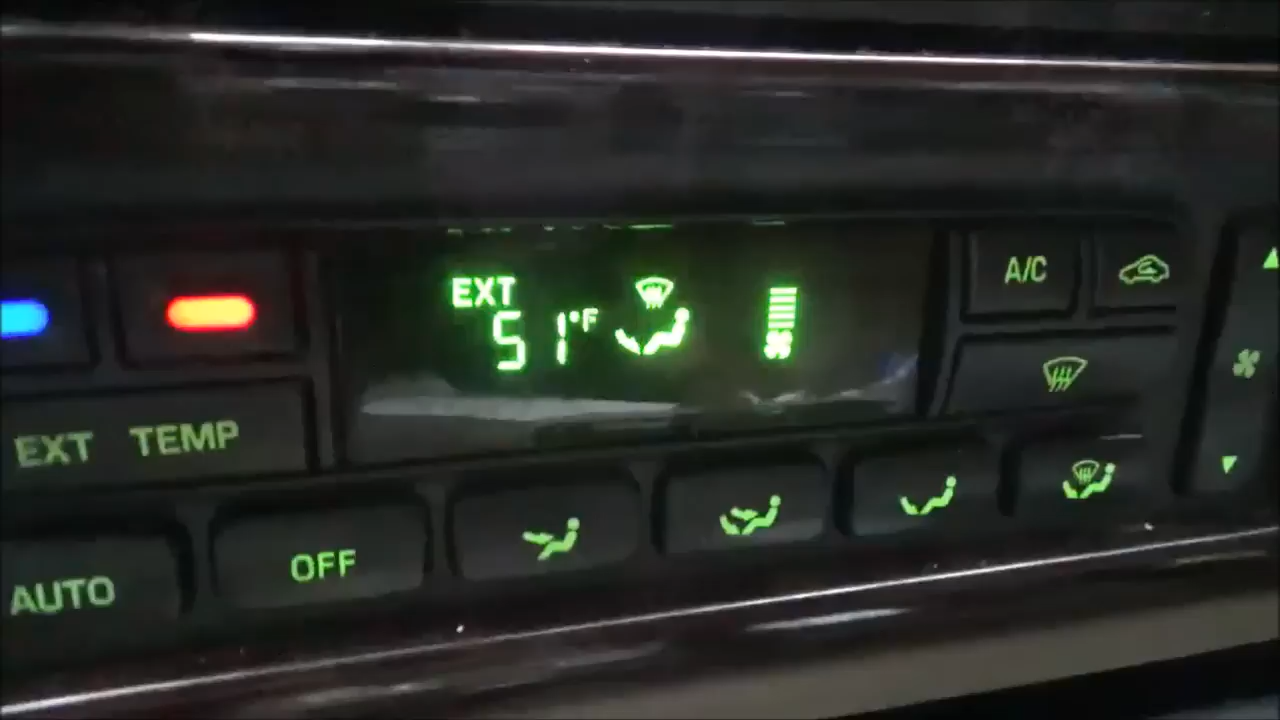 EXT
51°F
A/C
EXT TEMP
OFF
AUTO